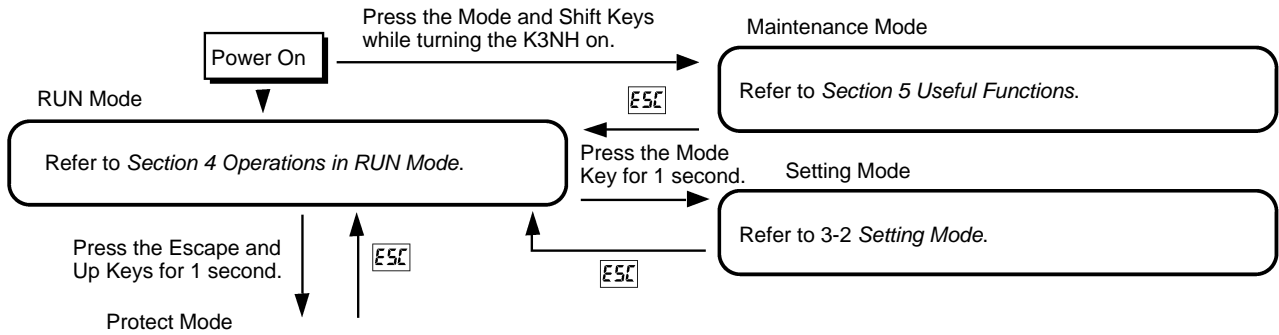 Press the Mode and Shift Keys
while turning the K3NH on.
Maintenance Mode
Power On
Refer to Section 5 Useful Functions.
RUN Mode
ESC
Refer to Section 4 Operations in RUN Mode.
Press the Mode
Key for 1 second.
Setting Mode
Refer to 3-2 Setting Mode.
Press the Escape and
Up Keys for 1 second.
ESC
ESC
Protect Mode